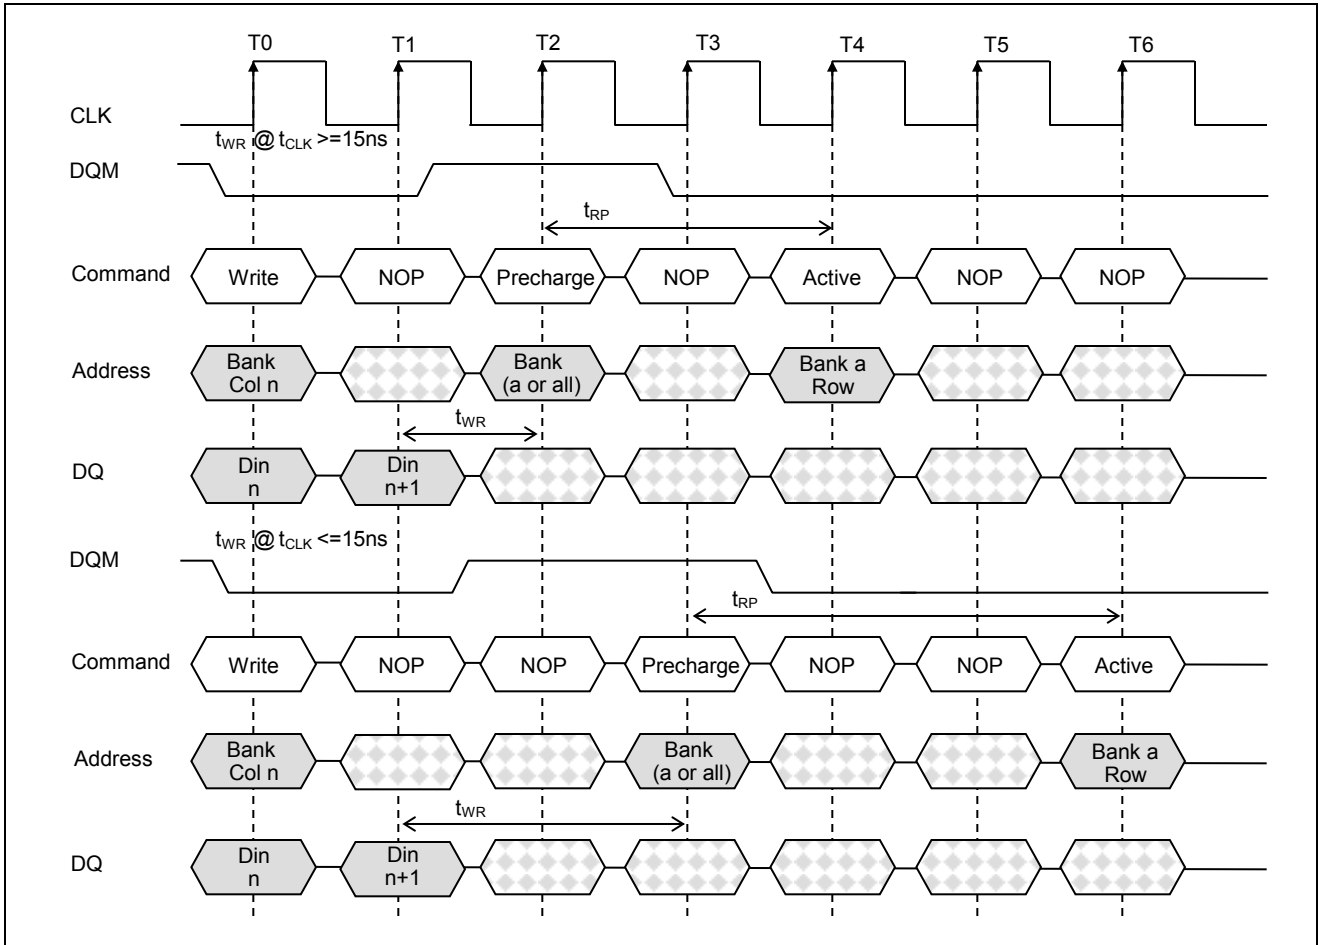 T0 T1 T2 T3 T4 T5 T6
CLK
tWR @ tCLK >=15ns
DQM
tRP
Command Write NOP Precharge NOP Active NOP NOP
Address Bank Col n Bank (a or all) Bank a Row
tWR
DQ Din n Din n+1
tWR @ tCLK <=15ns
DQM
tRP
Command Write NOP NOP Precharge NOP NOP Active
Address Bank Col n Bank (a or all) Bank a Row
tWR
DQ Din n Din n+1